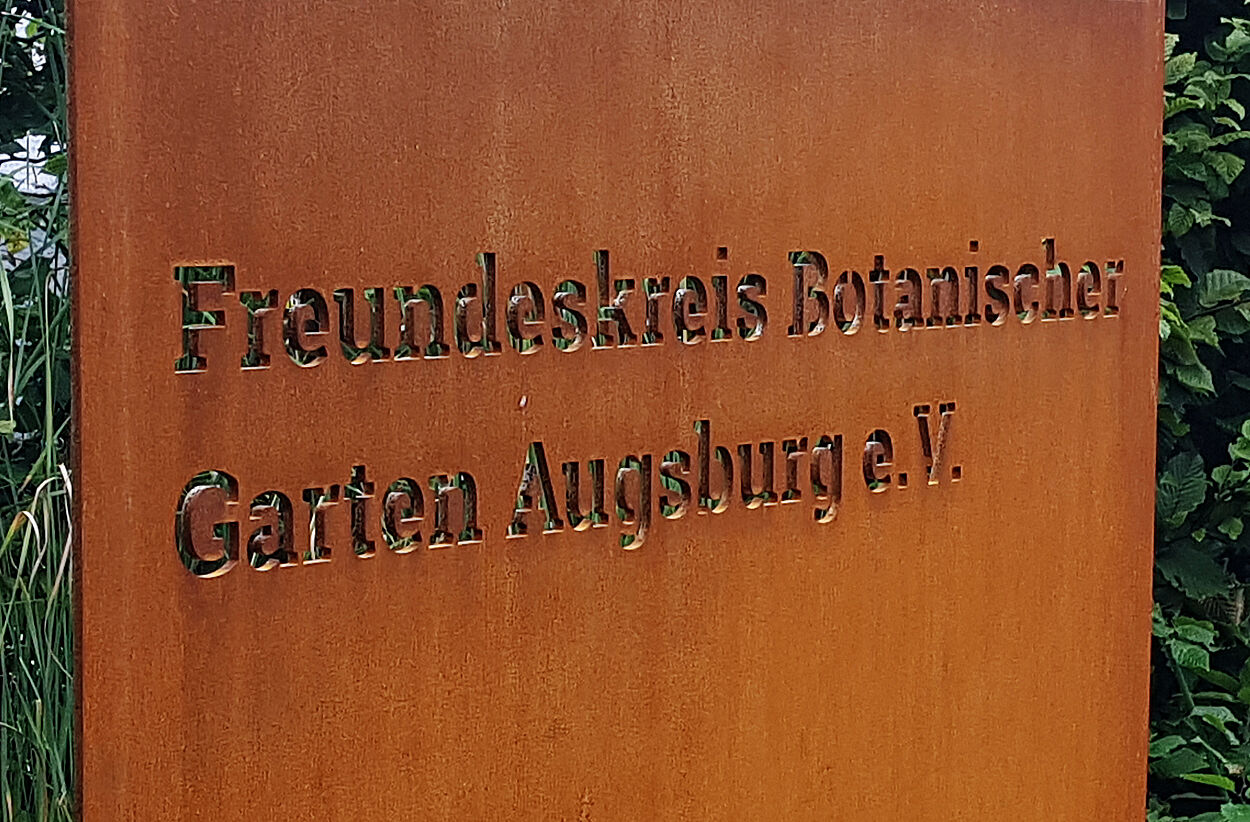 Freundeskreis Botanischer
Garten Augsburg e.V.